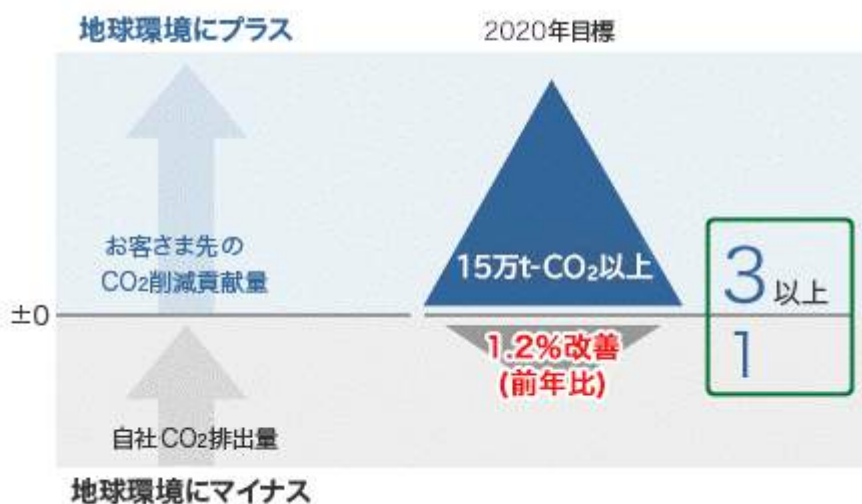 地球環境にプラス
2020年目標
お客さま先の
CO2削減貢献量
15万t-CO2以上
3以上
±0
1.2%改善
(前年比)
1
自社CO2排出量
地球環境にマイナス